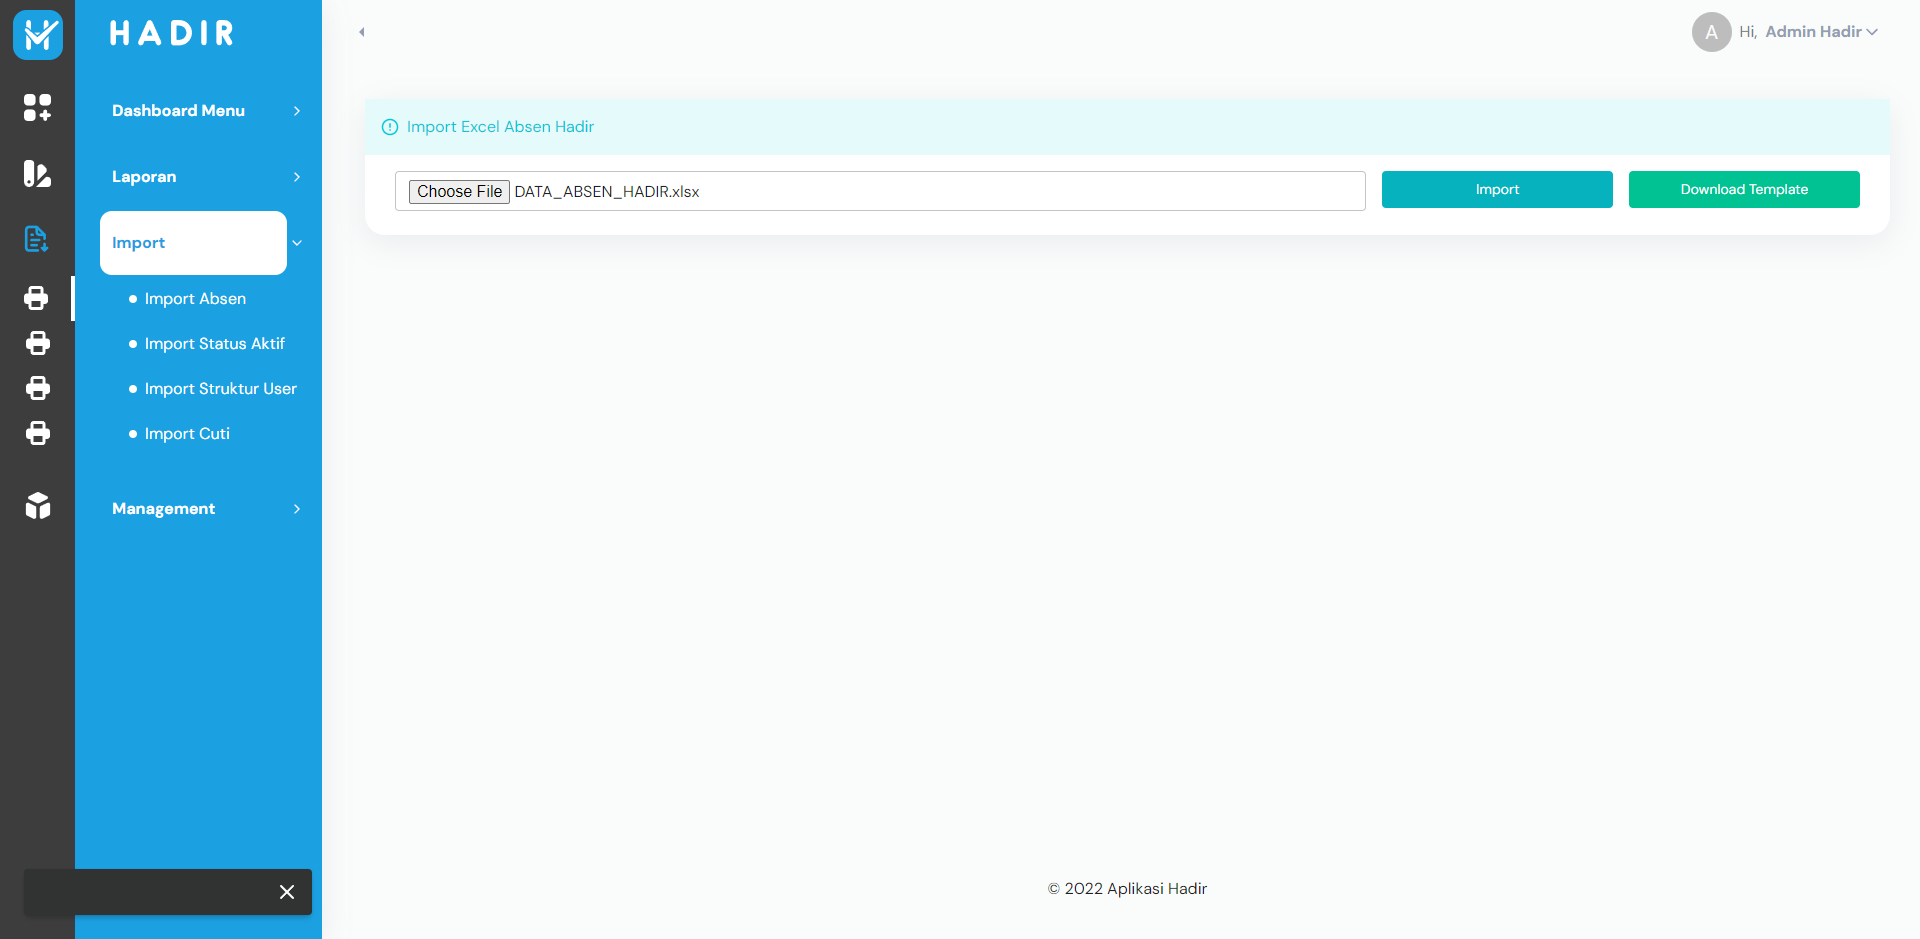 HADIR
Hi, Admin Hadir
A
Dashboard Menu
Laporan
Import
Import Absen
Import Status Aktif
Import Struktur User
Import Cuti
Management
Import Excel Absen Hadir
Choose File DATA_ABSEN_HADIR.xlsx
Import
Download Template
© 2022 Aplikasi Hadir